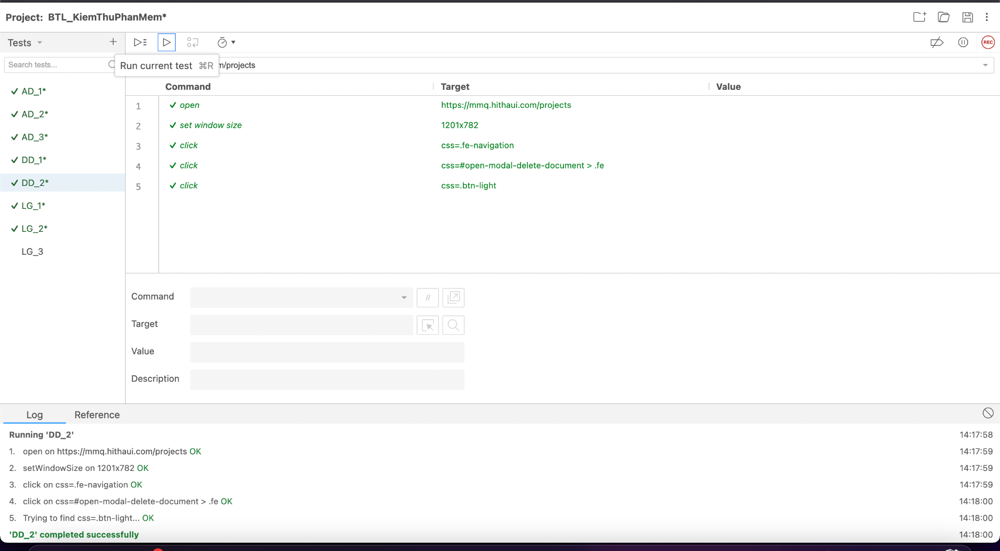 Project: BTL_KiemThuPhanMem*
Tests
REC
Search tests...
Run current test ⌘R
m/projects
Command Target Value
AD_1*
AD_2*
AD_3*
DD_1*
DD_2*
LG_1*
LG_2*
LG_3
1 open https://mmq.hithaui.com/projects
2 set window size 1201x782
3 click css=.fe-navigation
4 click css=#open-modal-delete-document > .fe
5 click css=.btn-light
Command //
Target
Value
Description
Log Reference
Running 'DD_2' 14:17:58
1. open on https://mmq.hithaui.com/projects OK 14:17:59
2. setWindowSize on 1201x782 OK 14:17:59
3. click on css=.fe-navigation OK 14:17:59
4. click on css=#open-modal-delete-document > .fe OK 14:18:00
5. Trying to find css=.btn-light... OK 14:18:00
'DD_2' completed successfully 14:18:00